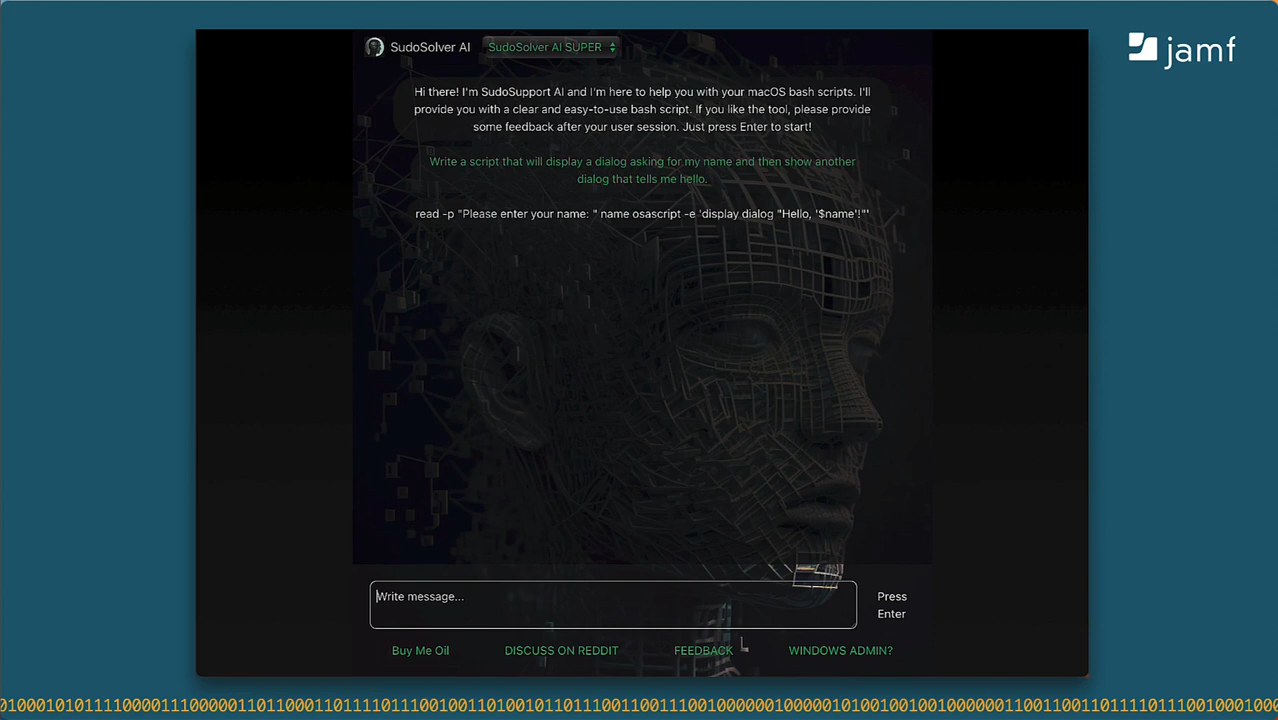 SudoSolver AI SudoSolver AI SUPER
jamf
Hi there! I'm SudoSupport AI and I'm here to help you with your macOS bash scripts. I'll
provide you with a clear and easy-to-use bash script. If you like the tool, please provide
some feedback after your user session. Just press Enter to start!
Write a script that will display a dialog asking for my name and then show another
dialog that tells me hello.
read -p "Please enter your name: " name osascript -e 'display dialog "Hello, '$name'!"'
Write message...
Press
Enter
Buy Me Oil DISCUSS ON REDDIT FEEDBACK WINDOWS ADMIN?